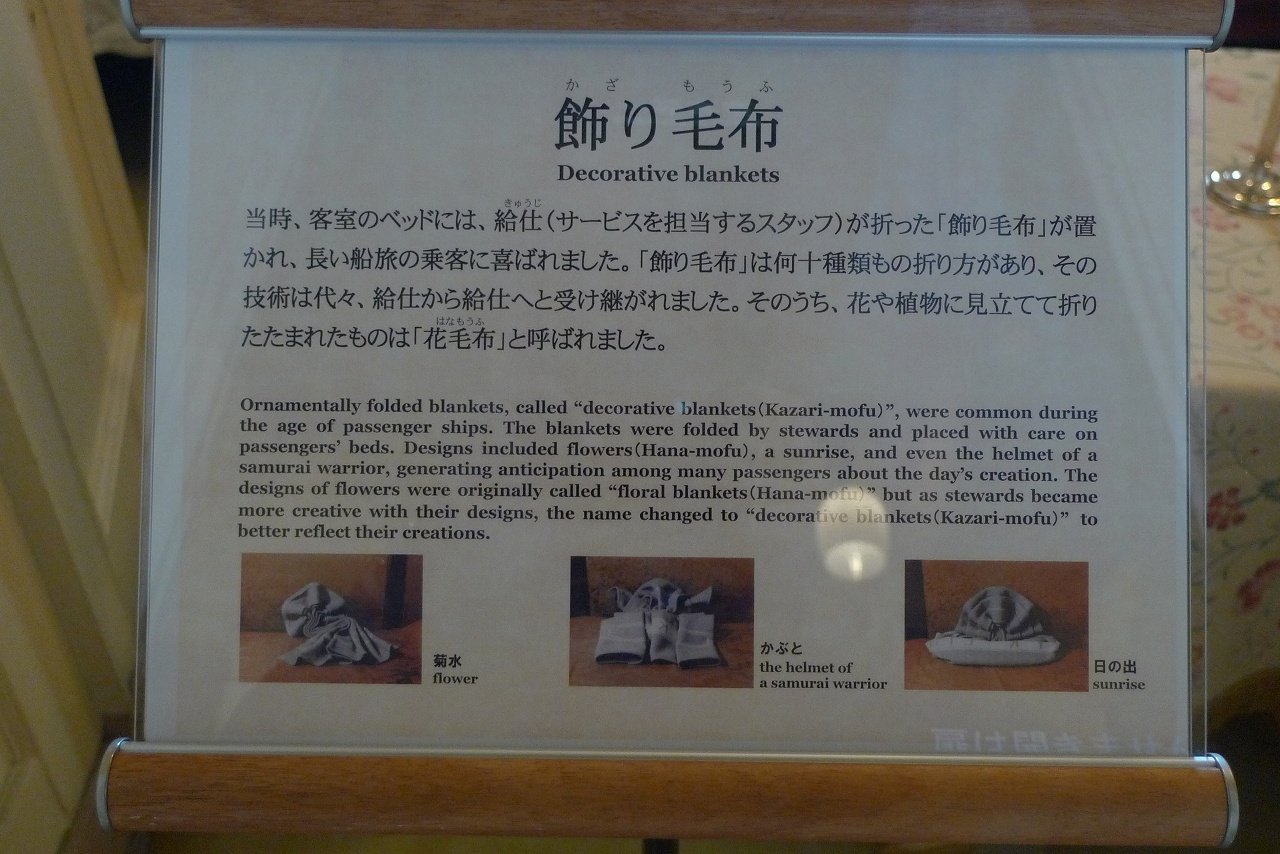 かざ もうふ
飾り毛布
Decorative blankets
きゅうじ
当時、客室のベッドには、給仕(サービスを担当するスタッフ)が折った「飾り毛布」が置
かれ、長い船旅の乗客に喜ばれました。「飾り毛布」は何十種類もの折り方があり、その
技術は代々、給仕から給仕へと受け継がれました。そのうち、花や植物に見立てて折り
はなもうふ
たたまれたものは「花毛布」と呼ばれました。
Ornamentally folded blankets, called “decorative blankets(Kazari-mofu)”, were common during
the age of passenger ships. The blankets were folded by stewards and placed with care on
passengers’ beds. Designs included flowers(Hana-mofu), a sunrise, and even the helmet of a
samurai warrior, generating anticipation among many passengers about the day’s creation. The
designs of flowers were originally called “floral blankets(Hana-mofu)” but as stewards became
more creative with their designs, the name changed to “decorative blankets(Kazari-mofu)” to
better reflect their creations.
菊水
flower
かぶと
the helmet of
a samurai warrior
日の出
sunrise